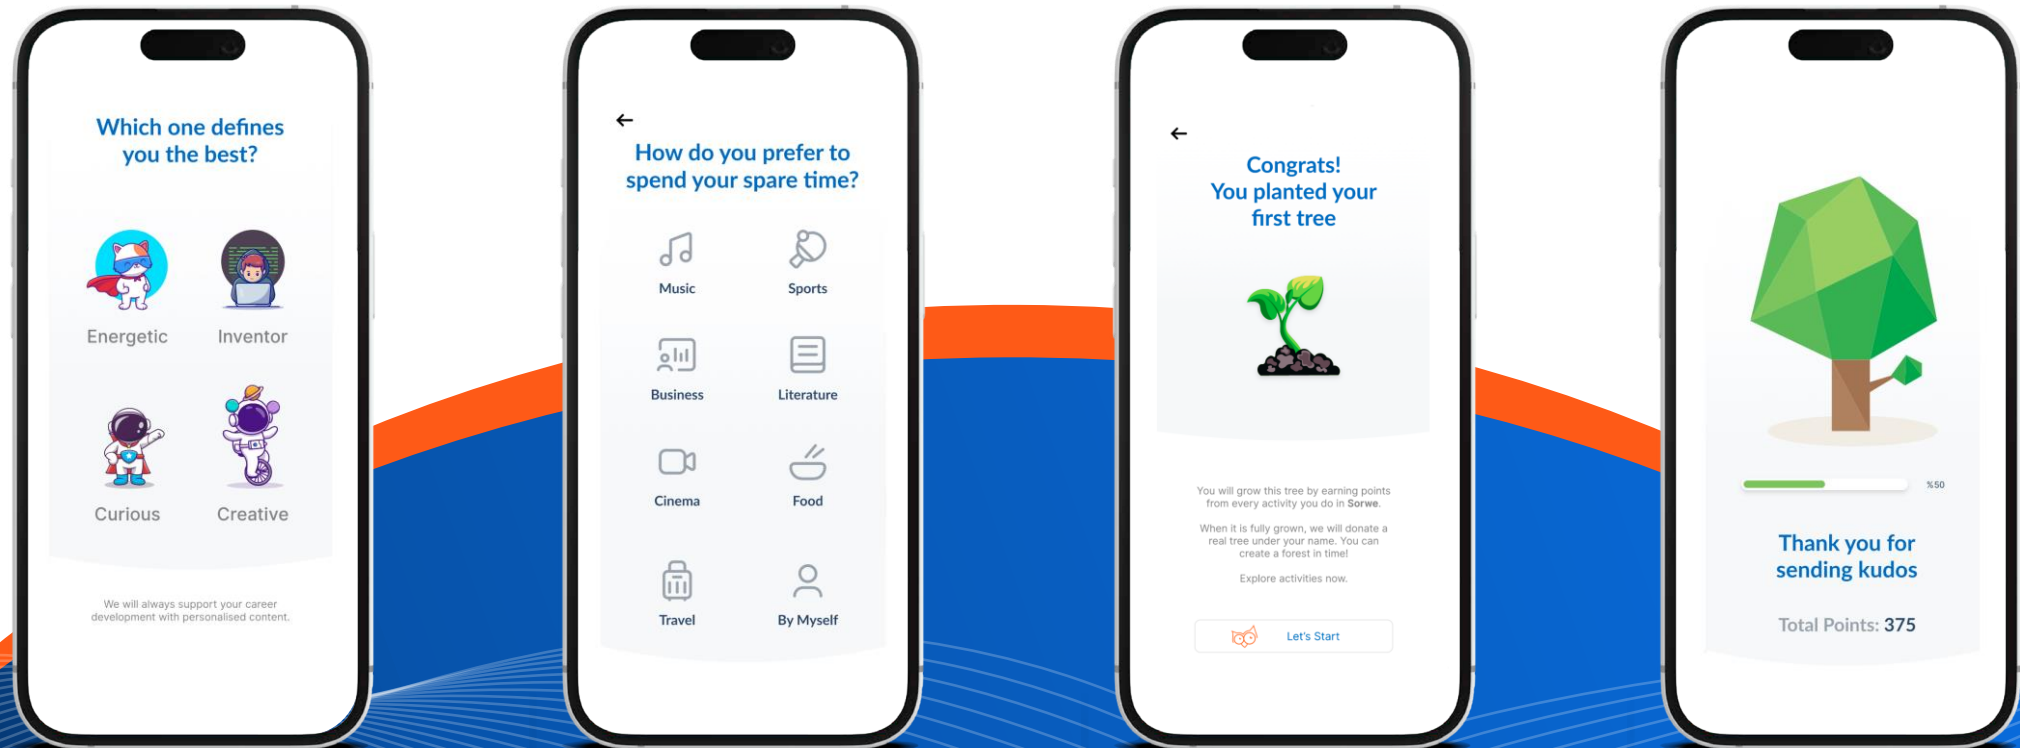 Which one defines
you the best?
Energetic
Inventor
Curious
Creative
We will always support your career
development with personalised content.
How do you prefer to
spend your spare time?
Music
Sports
Business
Literature
Cinema
Food
Travel
By Myself
Congrats!
You planted your
first tree
You will grow this tree by earning points
from every activity you do in Sorwe.
When it is fully grown, we will donate a
real tree under your name. You can
create a forest in time!
Explore activities now.
Let's Start
%50
Thank you for
sending kudos
Total Points: 375